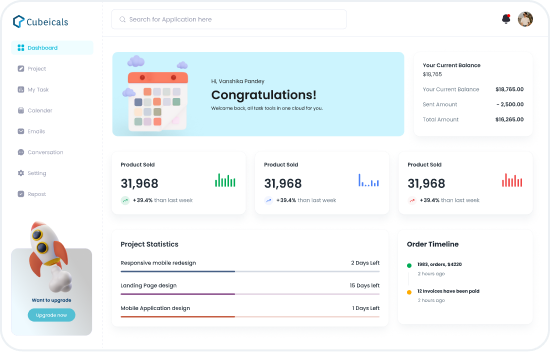 Cubeicals
Search for Application here
Dashboard
Project
My Task
Calender
Emails
Conversation
Setting
Repost
Want to upgrade
Upgrade now
Hi, Vanshika Pandey
Congratulations!
Welcome back, all task tools in one cloud for you.
Your Current Balance
$18,765
Your Current Balance $18,765.00
Sent Amount - 2,500.00
Total Amount $16,265.00
Product Sold
31,968
+39.4% than last week
Product Sold
31,968
+39.4% than last week
Product Sold
31,968
+39.4% than last week
Project Statistics
Responsive mobile redesign 2 Days Left
Landing Page design 15 Days left
Mobile Application design 1 Days Left
Order Timeline
1983, orders, $4220
2 hours ago
12 Invoices have been paid
2 hours ago